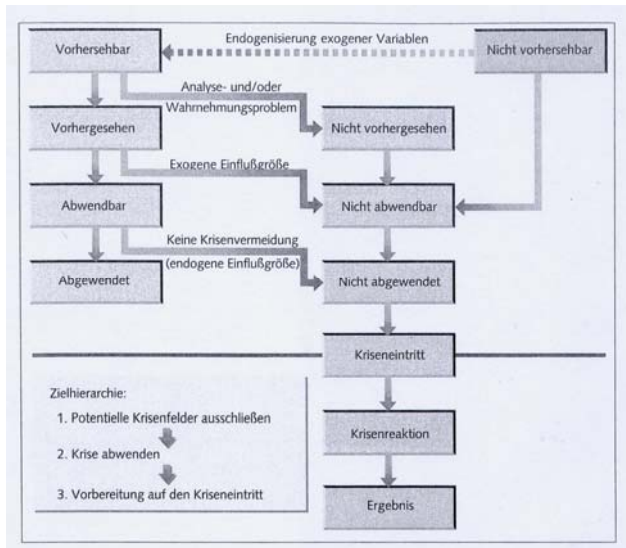 Endogenisierung exogener Variablen
Vorhersehbar
Nicht vorhersehbar
Analyse- und/oder
Wahrnehmungsproblem
Vorhergesehen
Nicht vorhergesehen
Exogene Einflußgröße
Abwendbar
Nicht abwendbar
Keine Krisenvermeidung
(endogene Einflußgröße)
Abgewendet
Nicht abgewendet
Kriseneintritt
Zielhierarchie:
1. Potentielle Krisenfelder ausschließen
2. Krise abwenden
3. Vorbereitung auf den Kriseneintritt
Krisenreaktion
Ergebnis